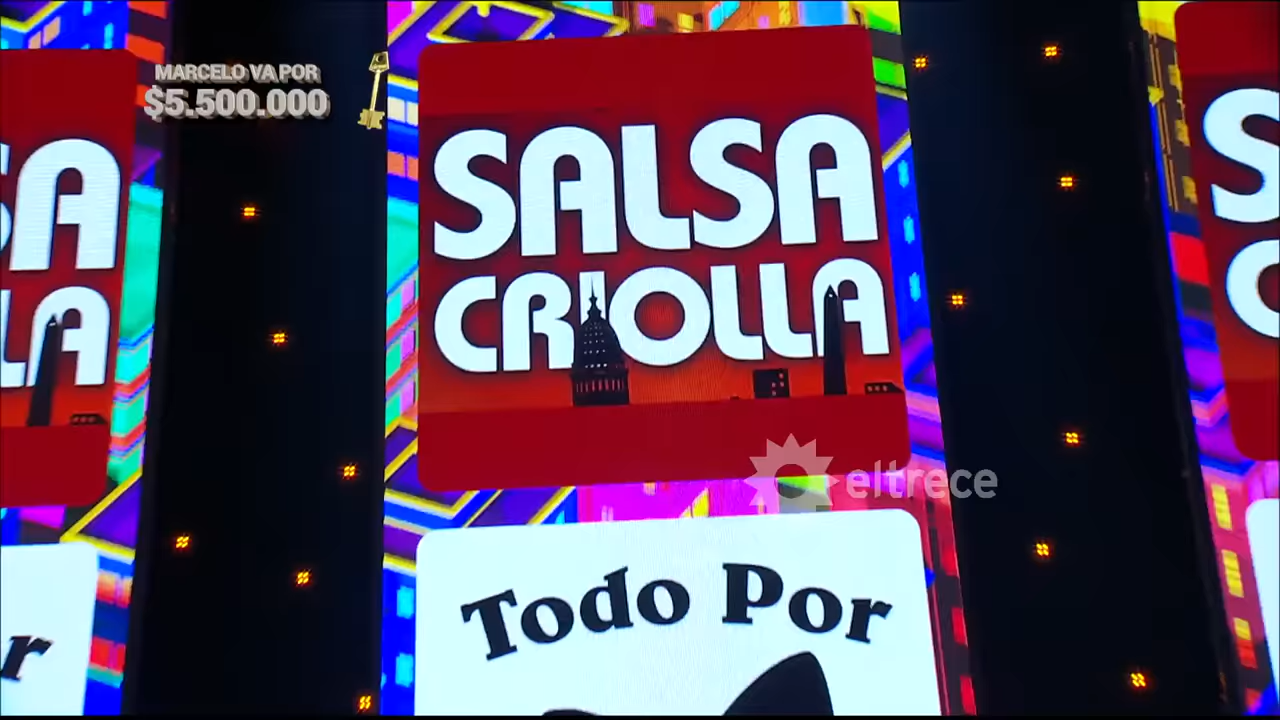 MARCELO VA POR
$5.500.000
SALSA
CRIOLLA
eltrece
Todo Por